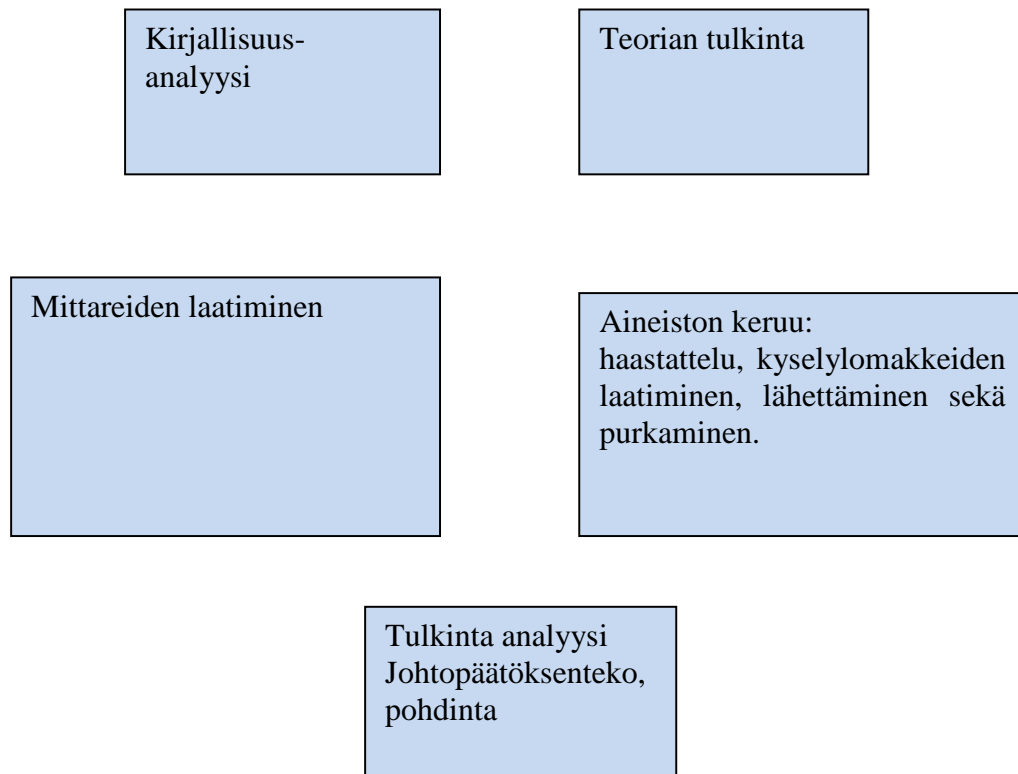 Kirjallisuus-
analyysi
Teorian tulkinta
Mittareiden laatiminen
Aineiston keruu:
haastattelu, kyselylomakkeiden
laatiminen, lähettäminen sekä
purkaminen.
Tulkinta analyysi
Johtopäätöksenteko,
pohdinta